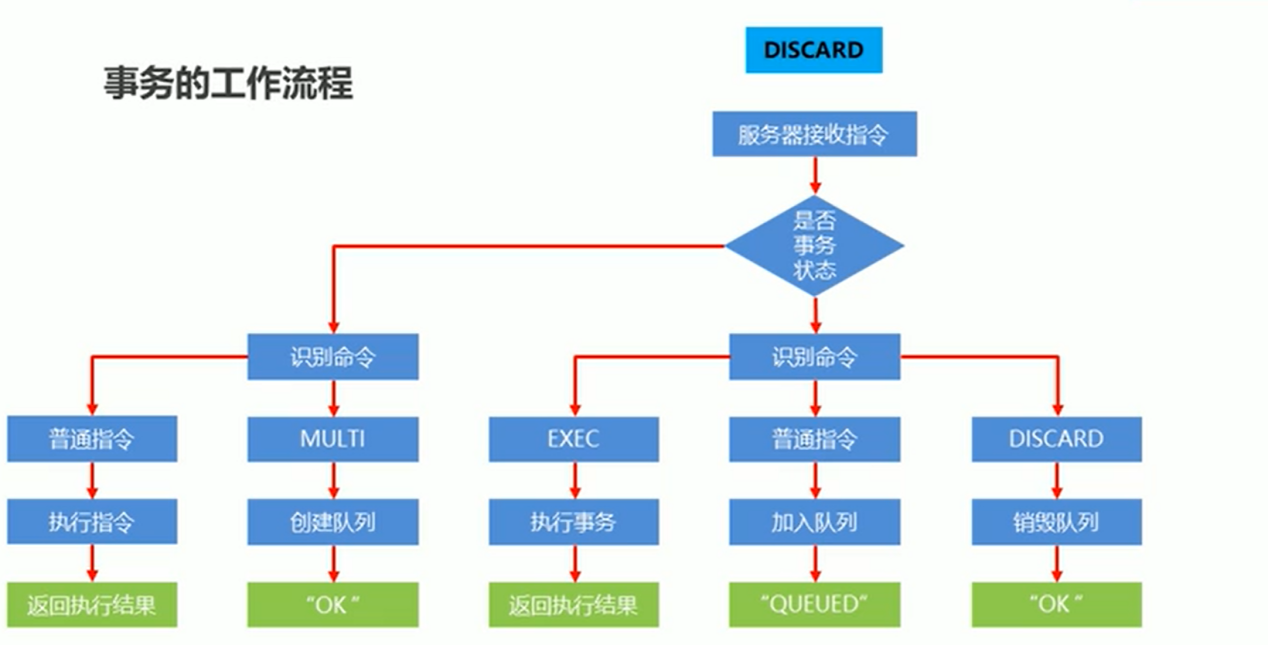 DISCARD
事务的工作流程
服务器接收指令
是否
事务
状态
识别命令
识别命令
普通指令
MULTI
EXEC
普通指令
DISCARD
执行指令
创建队列
执行事务
加入队列
销毁队列
返回执行结果
“OK”
返回执行结果
“QUEUED“
“OK“